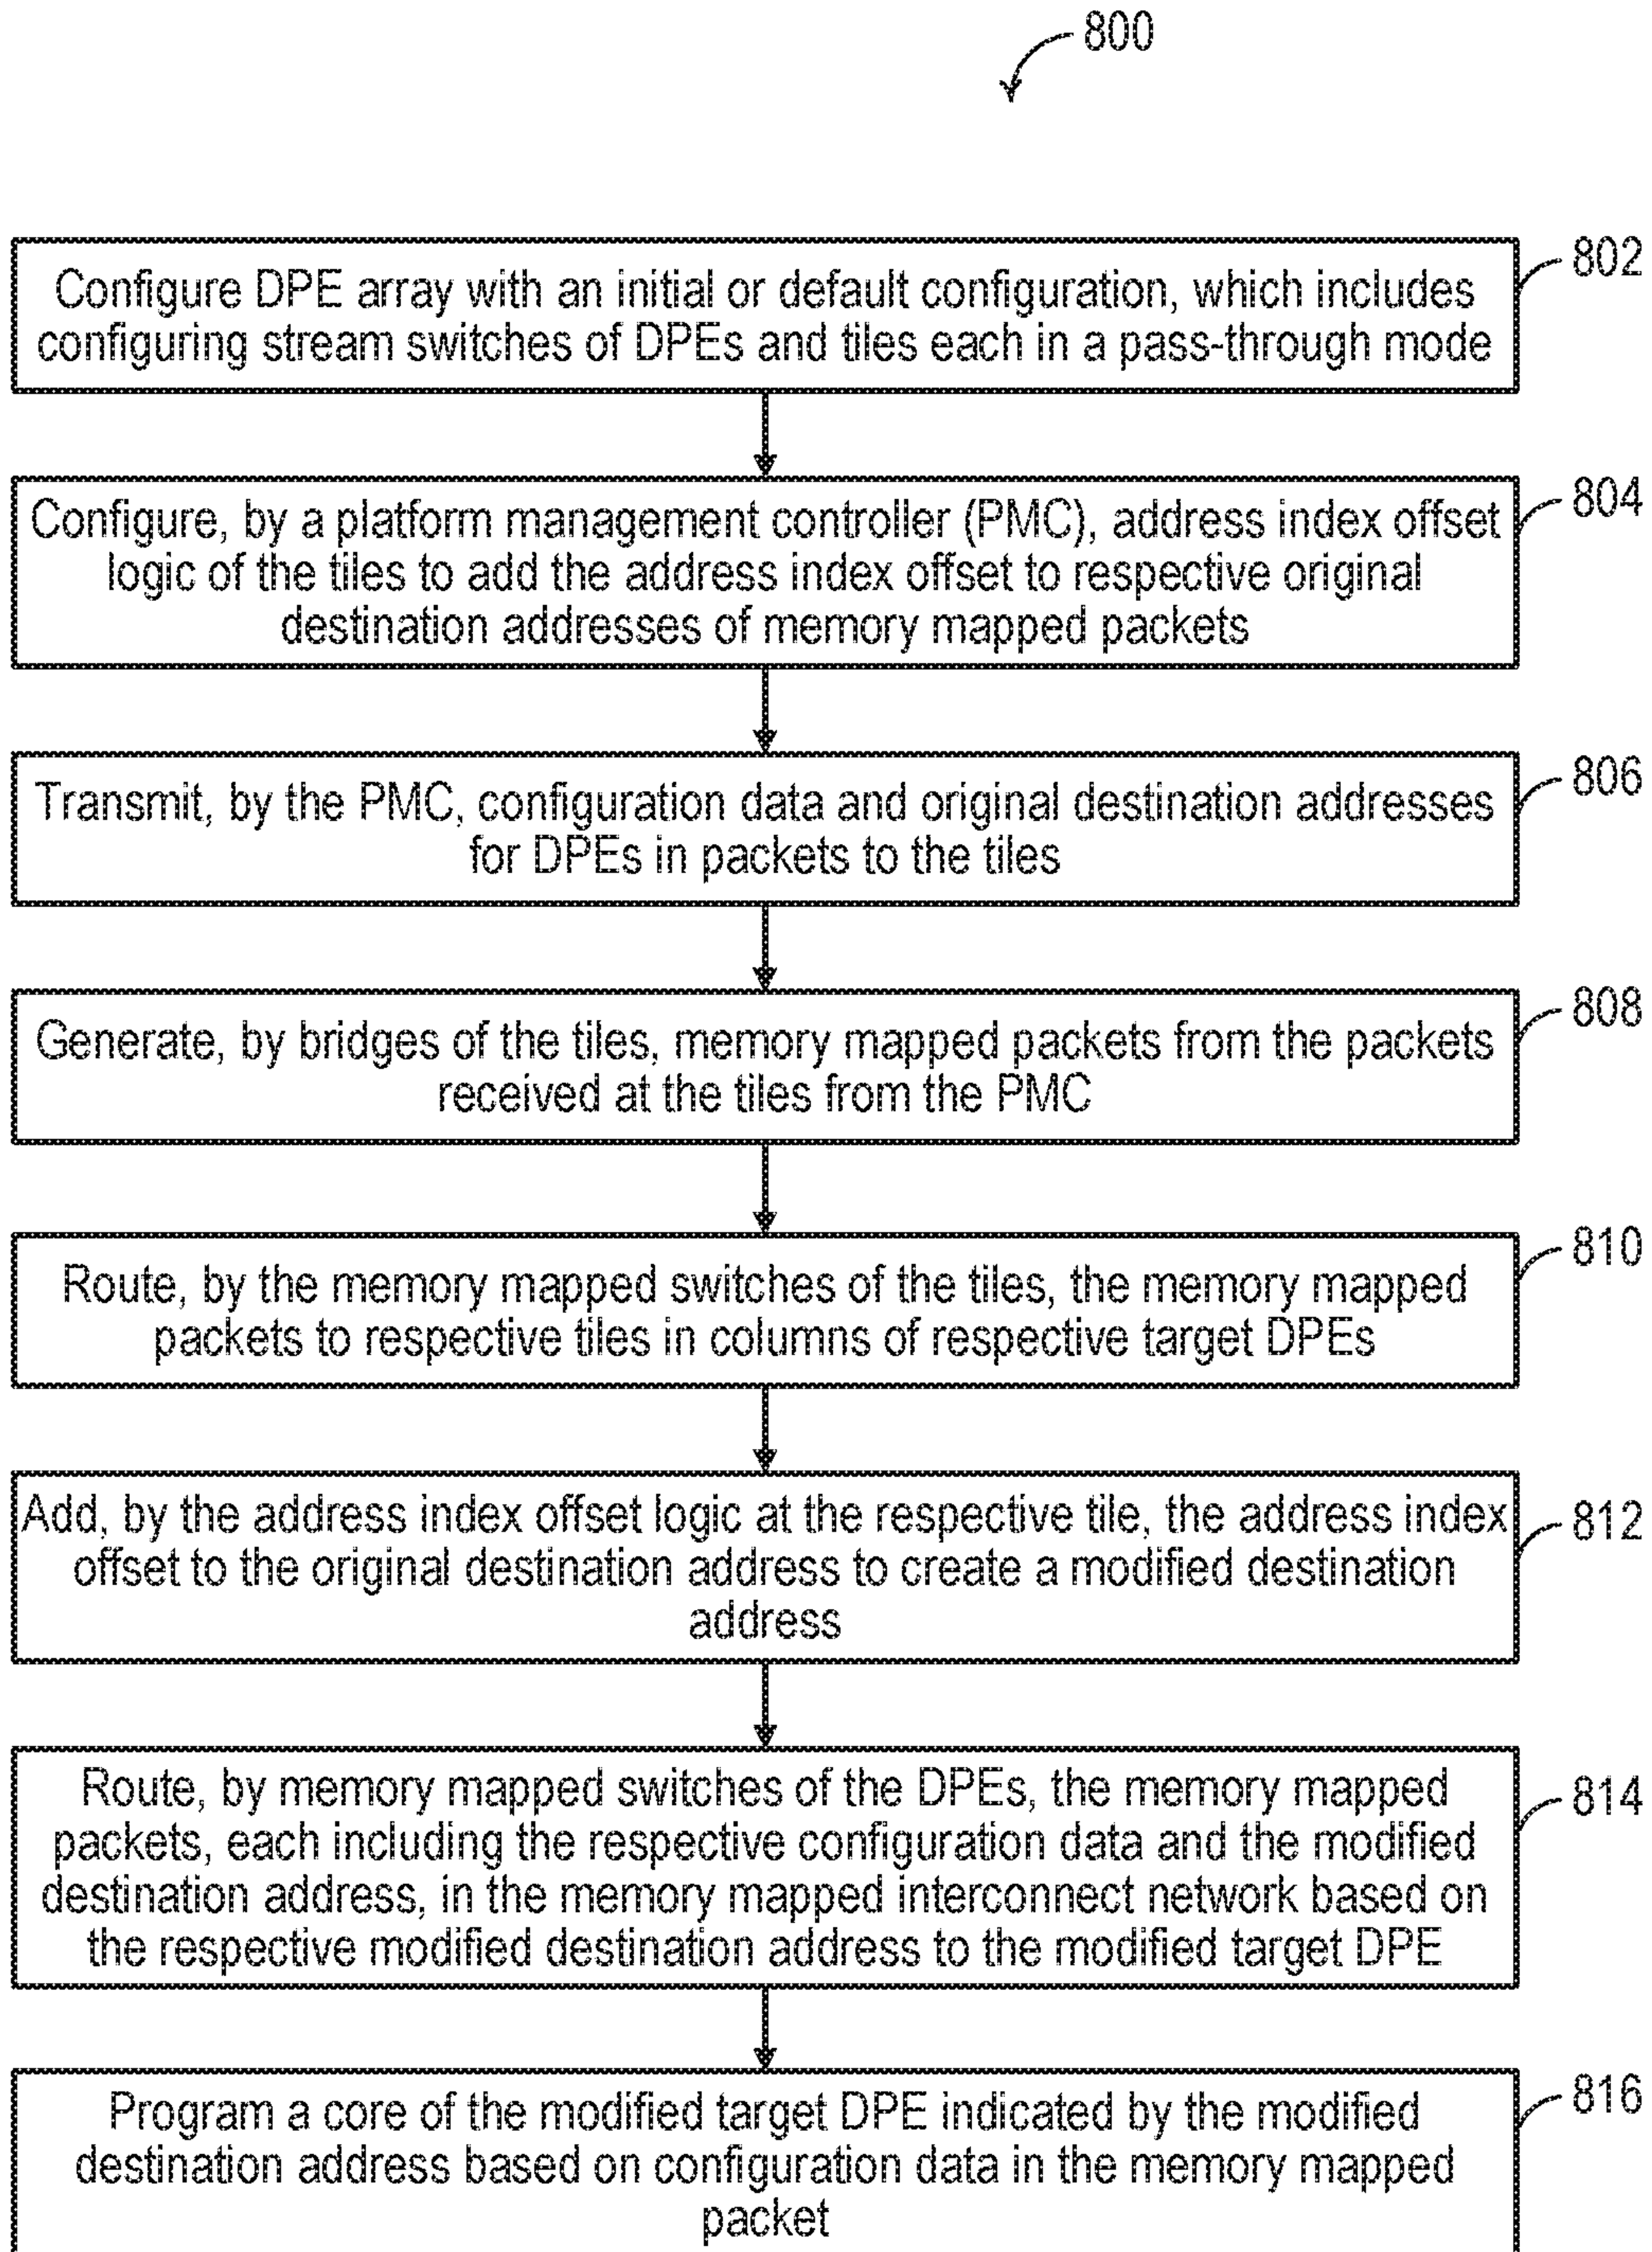 800
802
Configure DPE array with an initial or default configuration, which includes
configuring stream switches of DPEs and tiles each in a pass-through mode
804
Configure, by a platform management controller (PMC), address index offset
logic of the tiles to add the address index offset to respective original
destination addresses of memory mapped packets
806
Transmit, by the PMC, configuration data and original destination addresses
for DPEs in packets to the tiles
808
Generate, by bridges of the tiles, memory mapped packets from the packets
received at the tiles from the PMC
810
Route, by the memory mapped switches of the tiles, the memory mapped
packets to respective tiles in columns of respective target DPEs
812
Add, by the address index offset logic at the respective tile, the address index
offset to the original destination address to create a modified destination
address
814
Route, by memory mapped switches of the DPEs, the memory mapped
packets, each including the respective configuration data and the modified
destination address, in the memory mapped interconnect network based on
the respective modified destination address to the modified target DPE
816
Program a core of the modified target DPE indicated by the modified
destination address based on configuration data in the memory mapped
packet